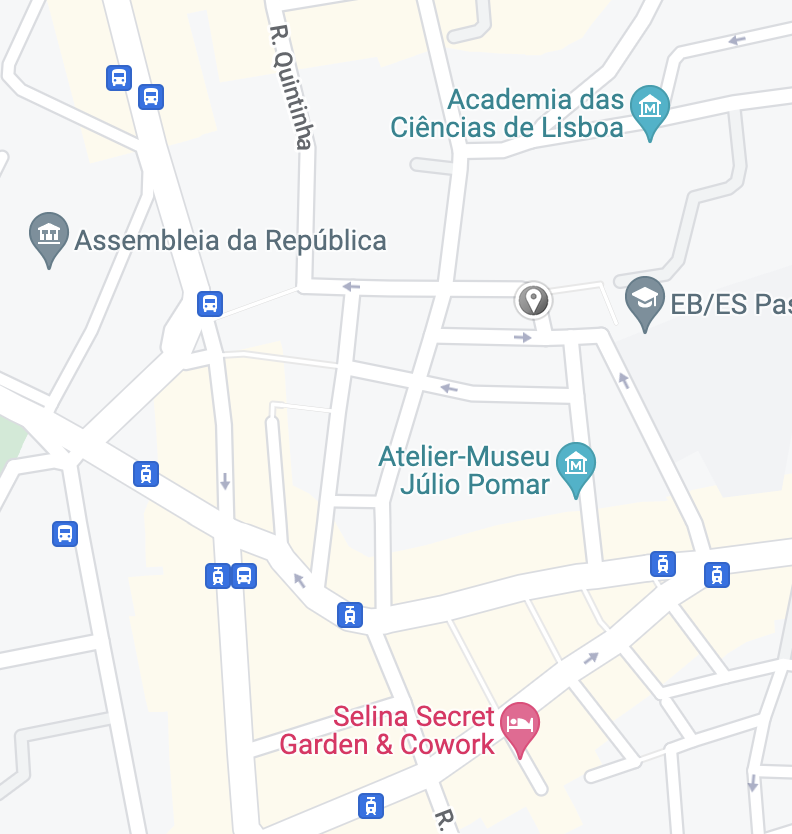 R. Quintinha
Academia das
Ciências de Lisboa
Assembleia da República
EB/ES Pas
Atelier-Museu
Júlio Pomar
Selina Secret
Garden & Cowork
R.